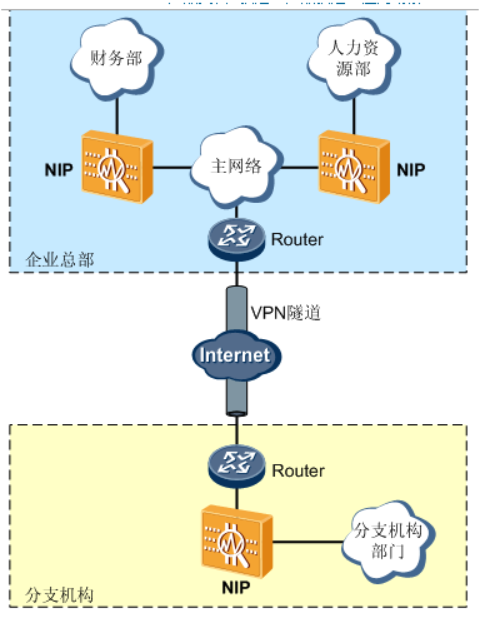 财务部
人力资
源部
NIP
主网络
NIP
Router
企业总部
VPN隧道
Internet
Router
分支机构
部门
NIP
分支机构